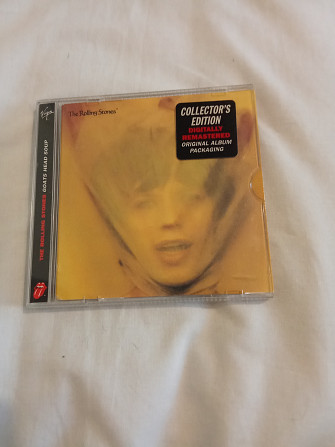 Virgin
THE ROLLING STONES GOATS HEAD SOUP
The Rolling Stones
COLLECTOR'S
EDITION
DIGITALLY
REMASTERED
ORIGINAL ALBUM
PACKAGING